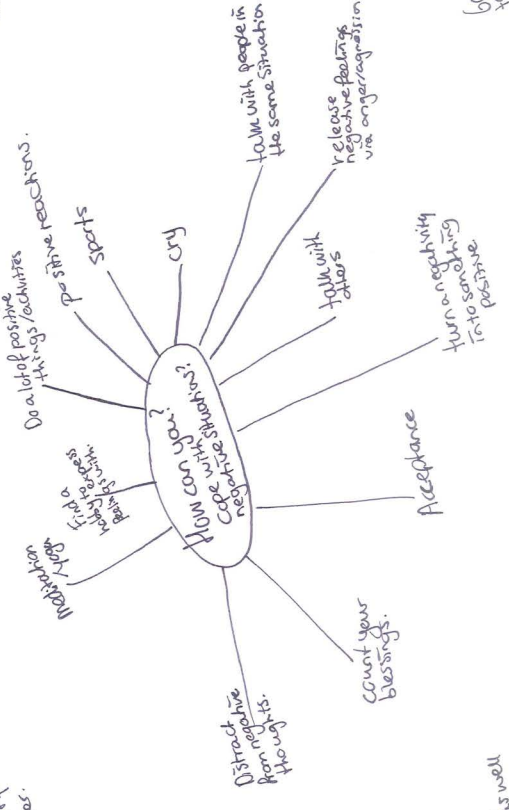 How can you?
cope with
negative situations?
Meditation
/yoga
Find a
hobby to express
feelings with.
Do a lot of positive
things/activities
positive reactions.
sports
cry
talk with people in
the same situation
release
negative feelings
via anger/agression
talk with
others
turn a negativity
into something
positive
Acceptance
count your
blessings.
Distract
from negative
thoughts.
as well